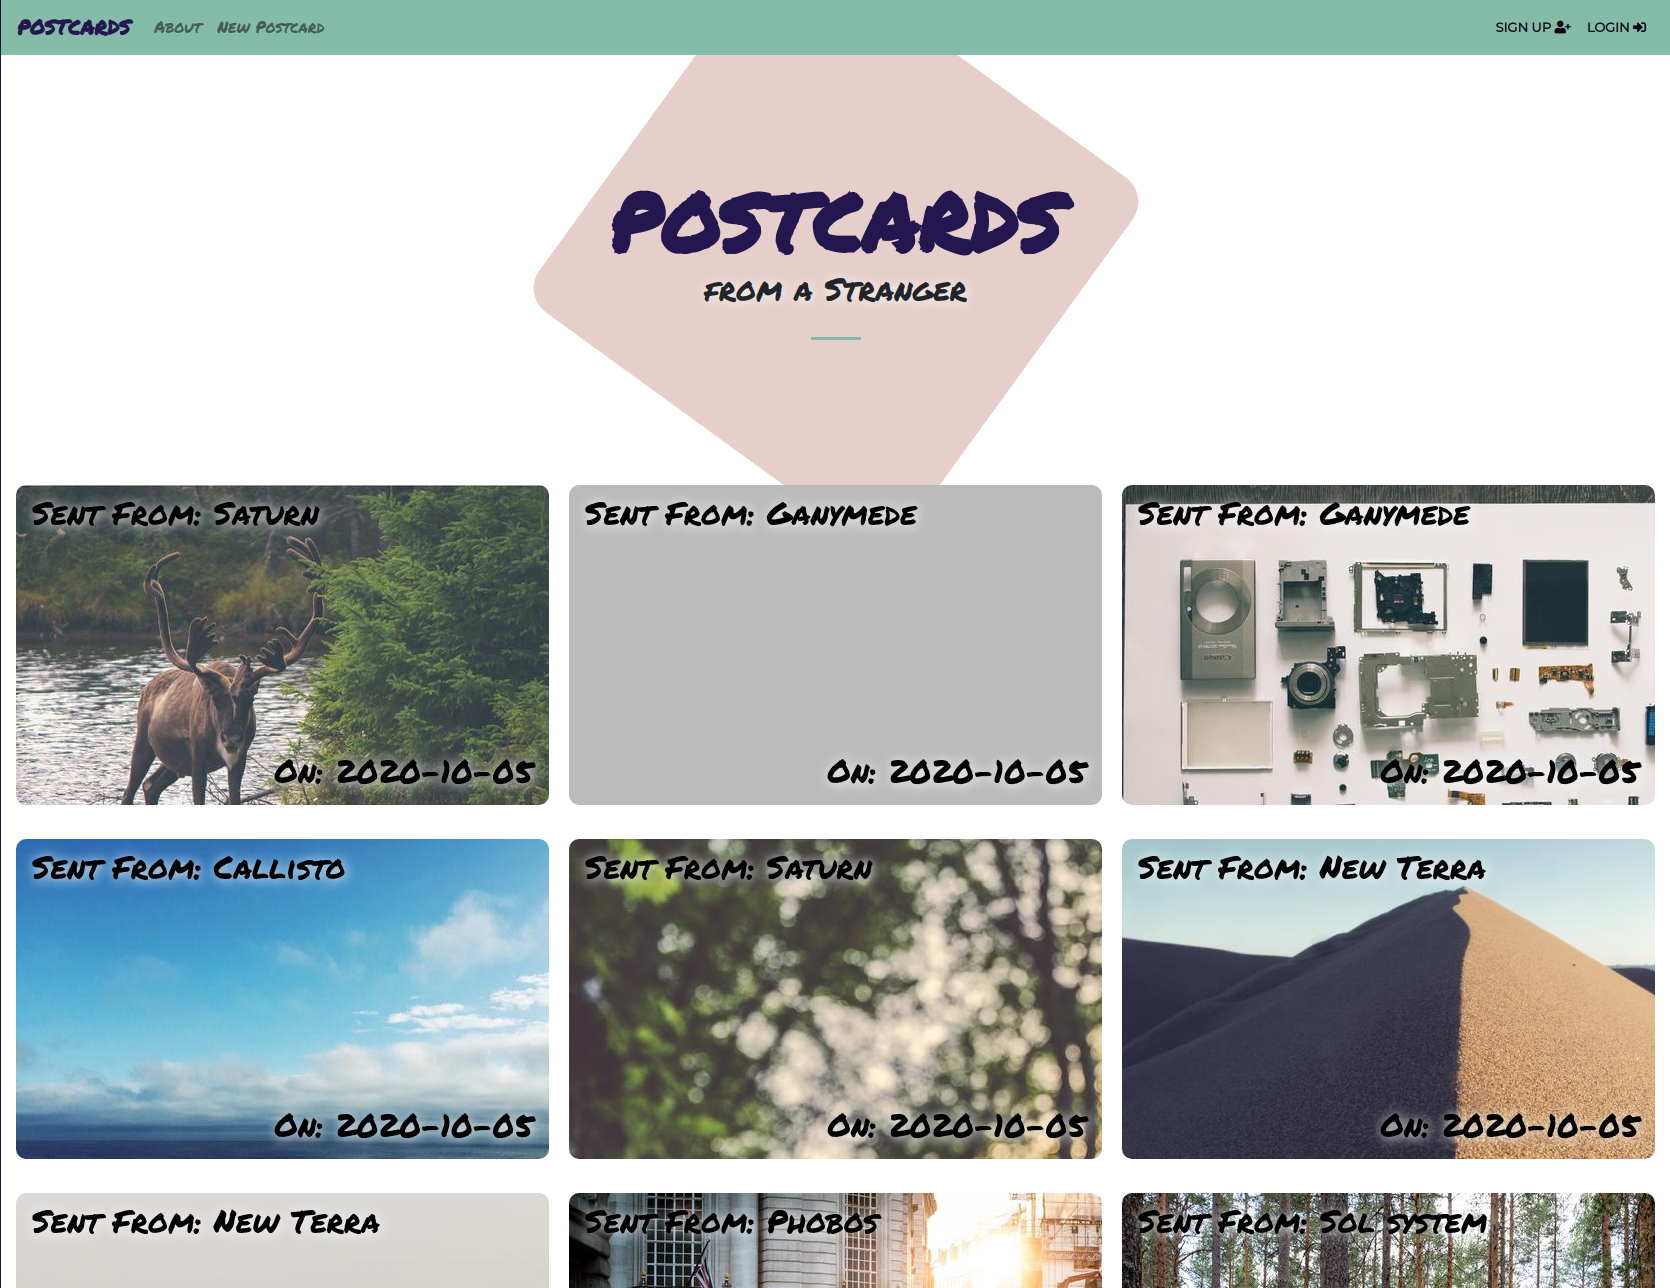 POSTCARDS About New Postcard SIGN UP LOGIN
POSTCARDS
from a Stranger
Sent From: Saturn
On: 2020-10-05
Sent From: Ganymede
On: 2020-10-05
Sent From: Ganymede
On: 2020-10-05
Sent From: Callisto
On: 2020-10-05
Sent From: Saturn
On: 2020-10-05
Sent From: New Terra
On: 2020-10-05
Sent From: New Terra
Sent From: Phobos
Sent From: Sol system